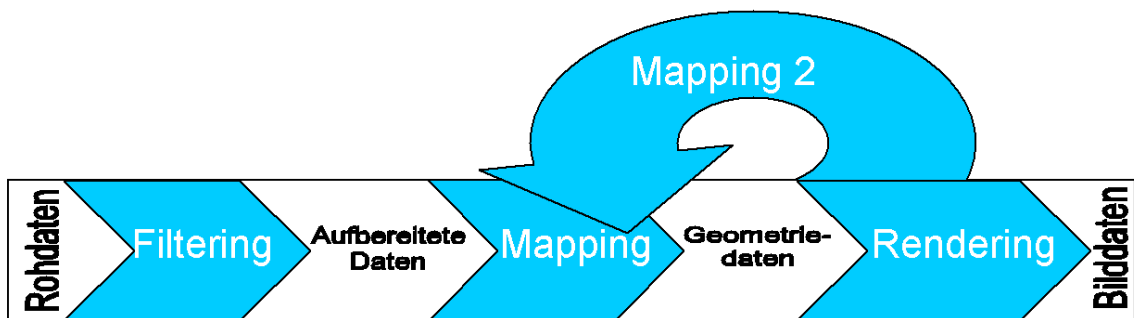 Mapping 2
Rohdaten
Filtering
Aufbereitete
Daten
Mapping
Geometrie-
daten
Rendering
Bilddaten